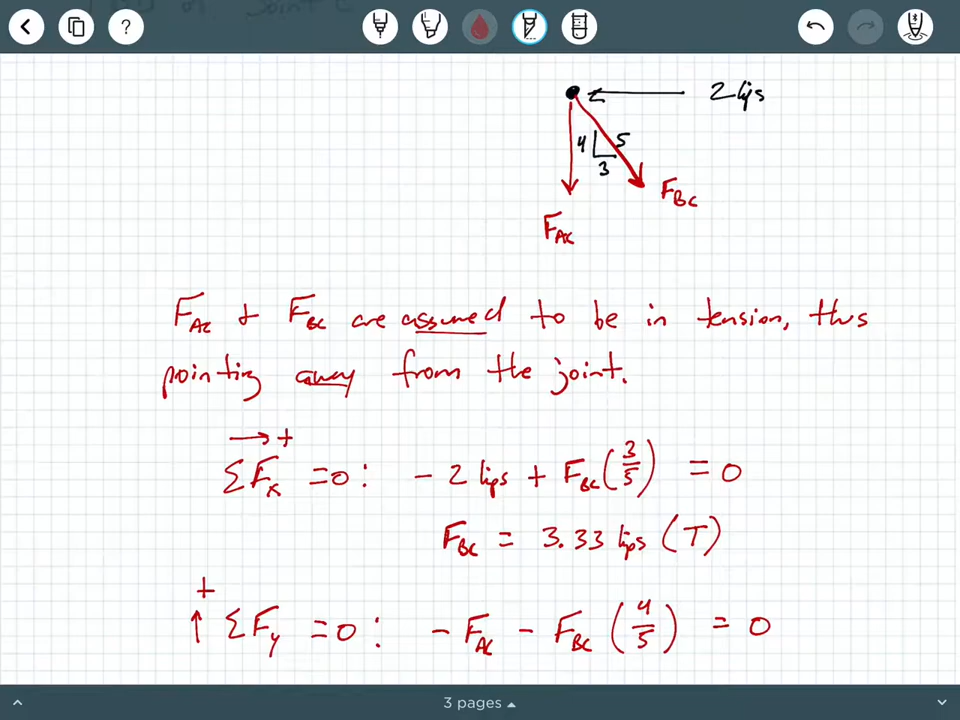 Joint C
?
2 kips
4 5
3
F_BC
F_AC
F_AC + F_BC are assumed to be in tension, thus
pointing away from the joint.
→ +
ΣF_x = 0 : - 2 kips + F_BC (3/5) = 0
F_BC = 3.33 kips (T)
+
↑ ΣF_y = 0 : - F_AC - F_BC (4/5) = 0
3 pages